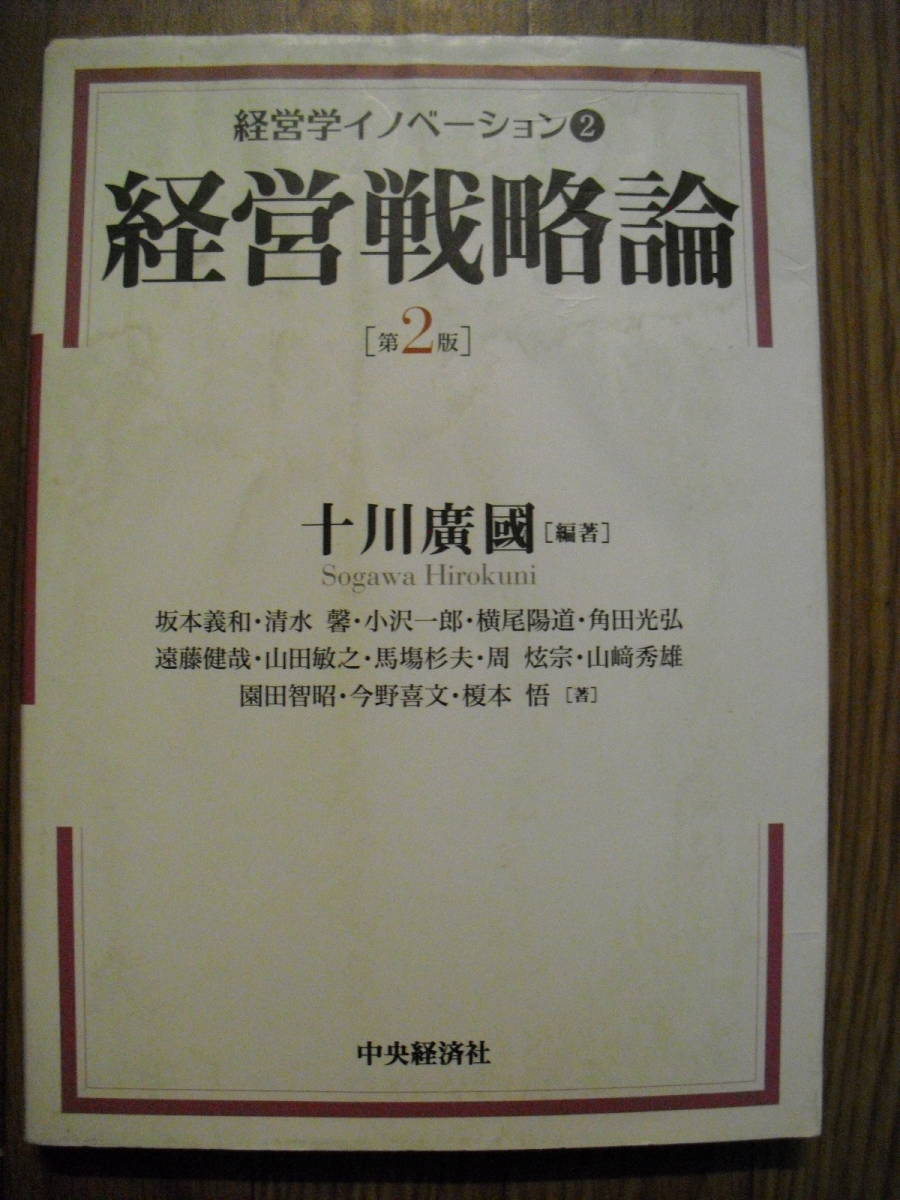 経営学イノベーション❷
経営戦略論
［第2版］
十川廣國［編著］
Sogawa Hirokuni
坂本義和・清水 馨・小沢一郎・横尾陽道・角田光弘
遠藤健哉・山田敏之・馬塲杉夫・周 炫宗・山﨑秀雄
園田智昭・今野喜文・榎本 悟［著］
中央経済社